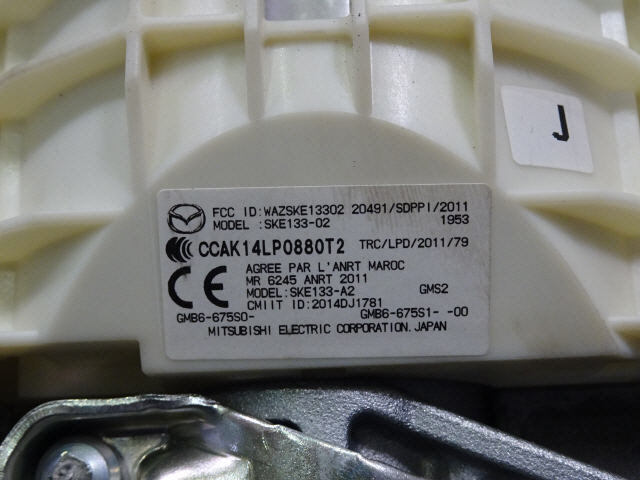 J
FCC ID:WAZSKE13302 20491/SDPPI/2011
MODEL :SKE133-02 1953
CCAK14LP0880T2 TRC/LPD/2011/79
AGREE PAR L'ANRT MAROC
MR 6245 ANRT 2011
CE MODEL:SKE133-A2 GMS2
CMIIT ID:2014DJ1781
GMB6-675S0- GMB6-675S1- -00
MITSUBISHI ELECTRIC CORPORATION.JAPAN